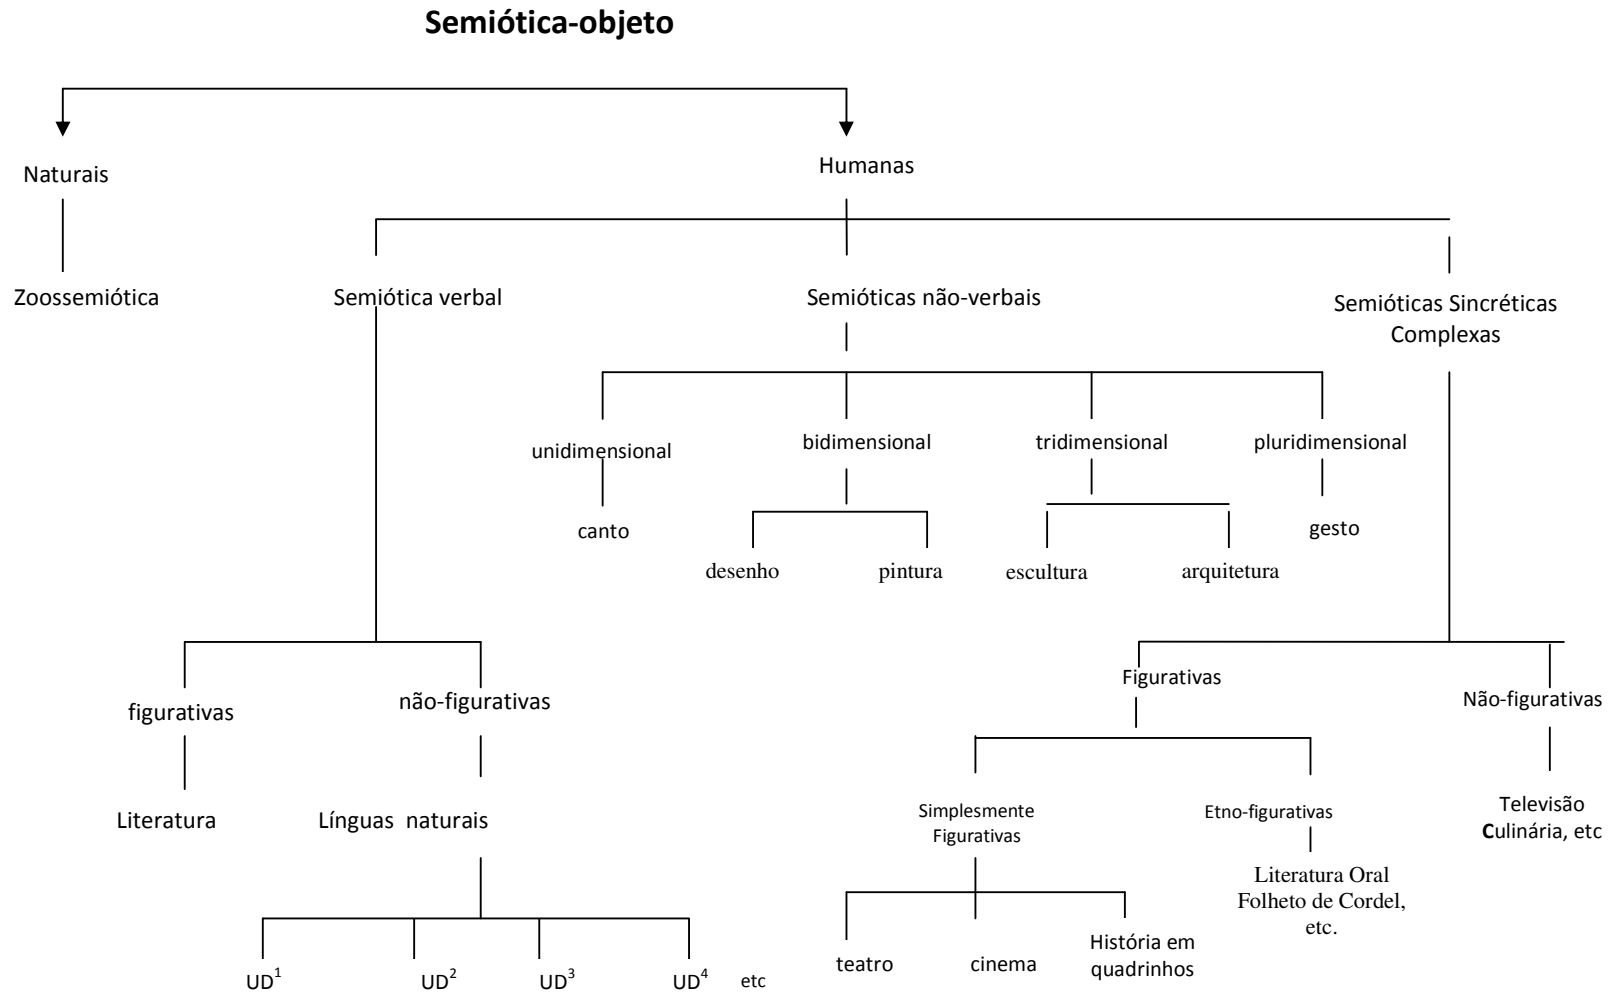 Semiótica-objeto
Naturais
Humanas
Zoossemiótica
Semiótica verbal
Semióticas não-verbais
Semióticas Sincréticas
Complexas
unidimensional
bidimensional
tridimensional
pluridimensional
canto
gesto
desenho
pintura
escultura
arquitetura
figurativas
não-figurativas
Figurativas
Não-figurativas
Literatura
Línguas naturais
Simplesmente
Figurativas
Etno-figurativas
Televisão
Culinária, etc
Literatura Oral
Folheto de Cordel,
etc.
teatro
cinema
História em
quadrinhos
UD¹
UD²
UD³
UD⁴
etc